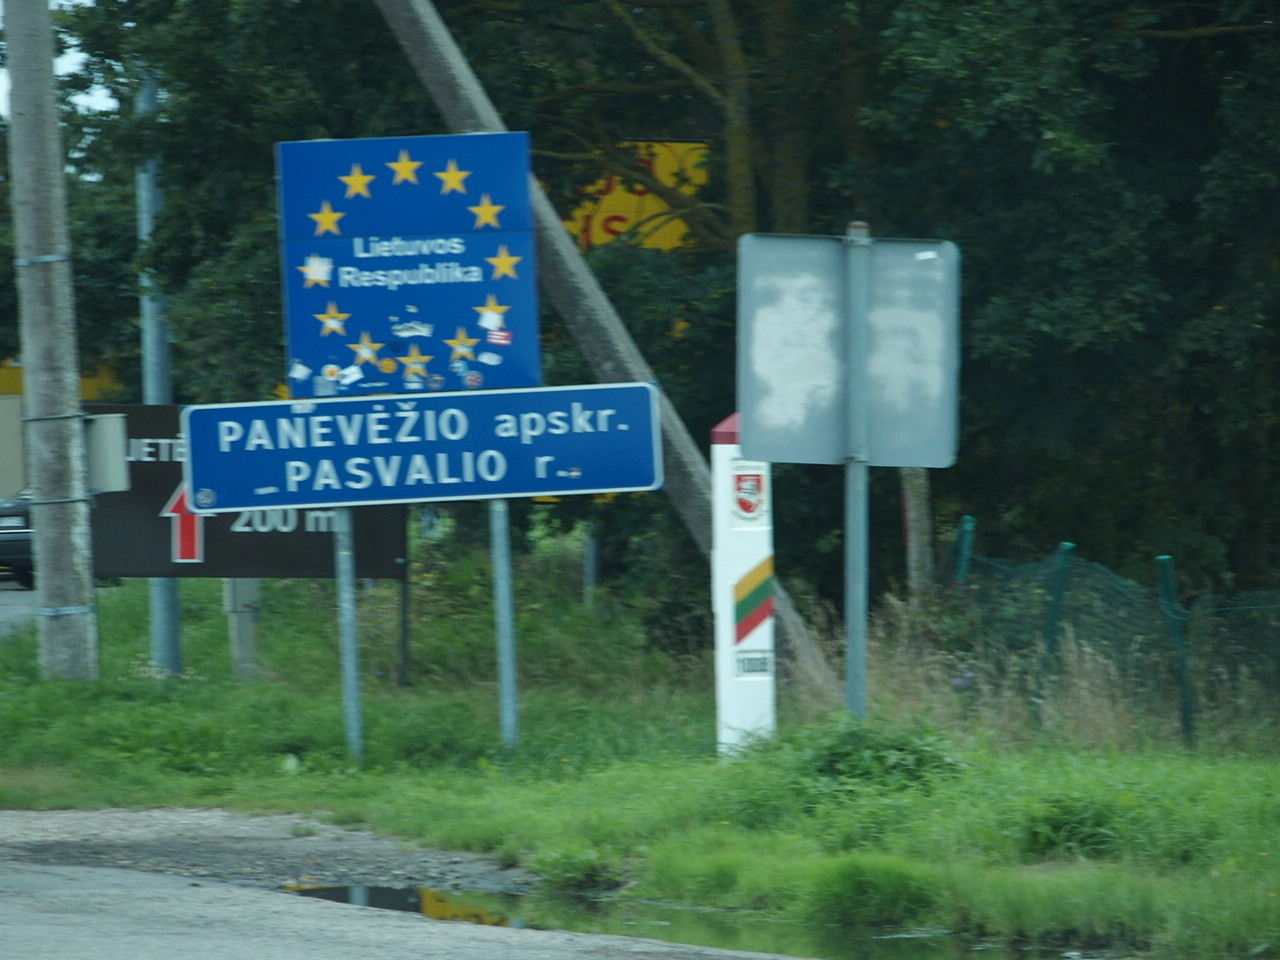 Lietuvos
Respublika
PANEVĖŽIO apskr.
PASVALIO r.
200 m